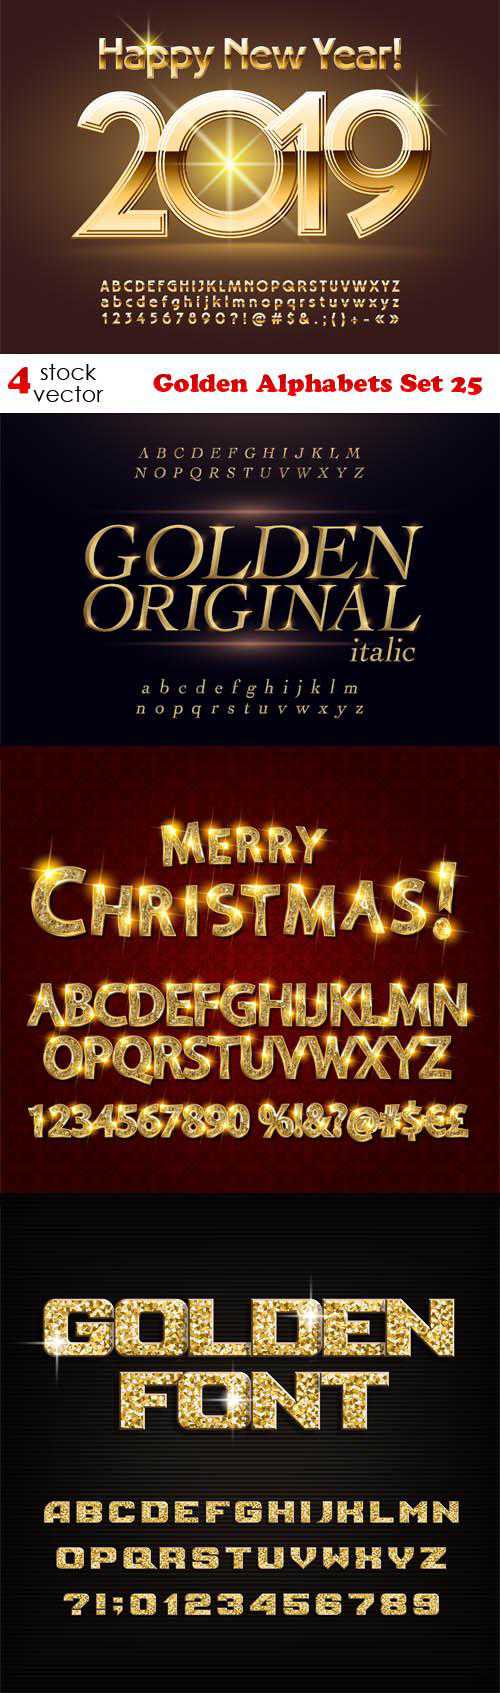 Happy New Year!
2019
ABCDEFGHIJKLMNOPQRSTUVWXYZ
abcdefghijklmnopqrstuvwxyz
1234567890?!@#$&.;{}÷-«»
4 stock vector
Golden Alphabets Set 25
A B C D E F G H I J K L M
N O P Q R S T U V W X Y Z
GOLDEN
ORIGINAL
italic
a b c d e f g h i j k l m
n o p q r s t u v w x y z
MERRY
CHRISTMAS!
ABCDEFGHIJKLMN
OPQRSTUVWXYZ
1234567890 %!&?@#$€£
GOLDEN
FONT
ABCDEFGHIJKLMN
OPQRSTUVWXYZ
?!;0123456789